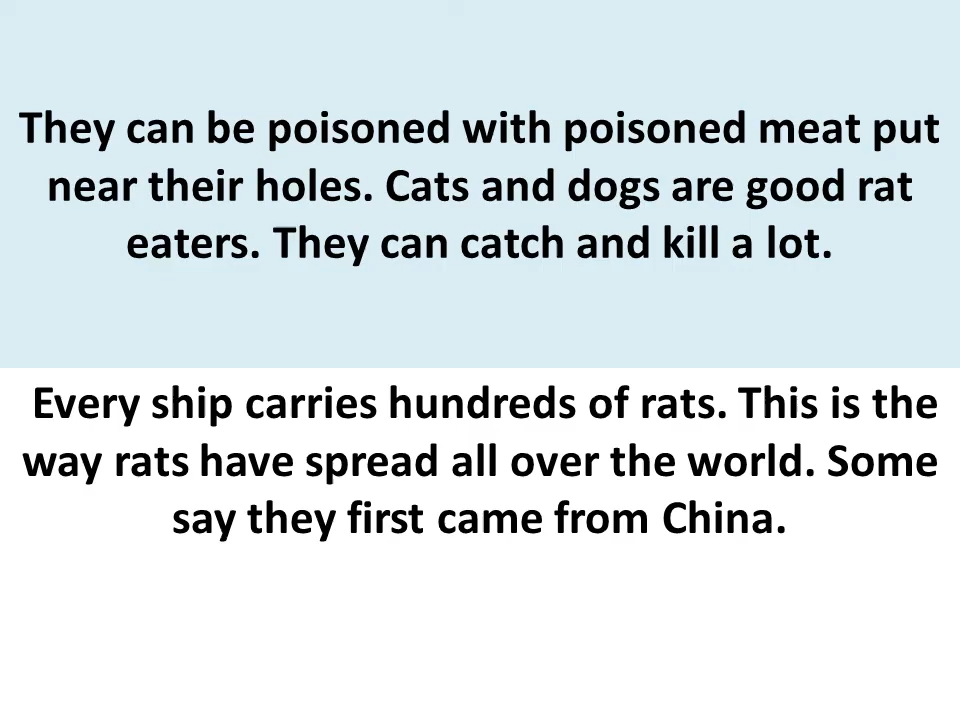 They can be poisoned with poisoned meat put
near their holes. Cats and dogs are good rat
eaters. They can catch and kill a lot.
Every ship carries hundreds of rats. This is the
way rats have spread all over the world. Some
say they first came from China.